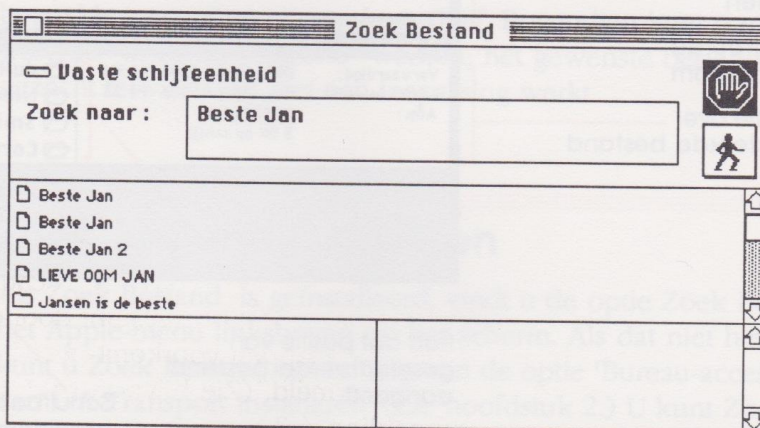 Zoek Bestand
Vaste schijfeenheid
Zoek naar : Beste Jan
Beste Jan
Beste Jan
Beste Jan 2
LIEVE OOM JAN
Jansen is de beste